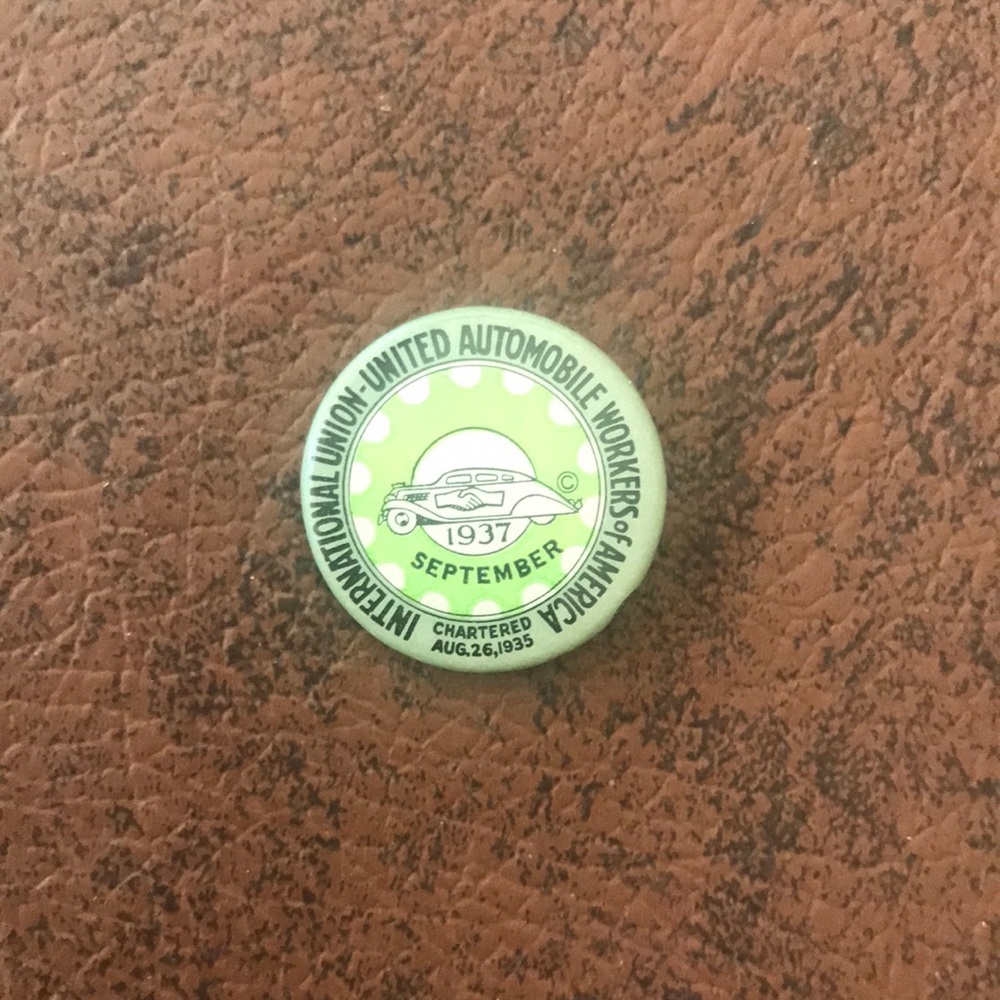 INTERNATIONAL UNION-UNITED AUTOMOBILE WORKERS of AMERICA
©
1937
SEPTEMBER
CHARTERED
AUG.26,1935